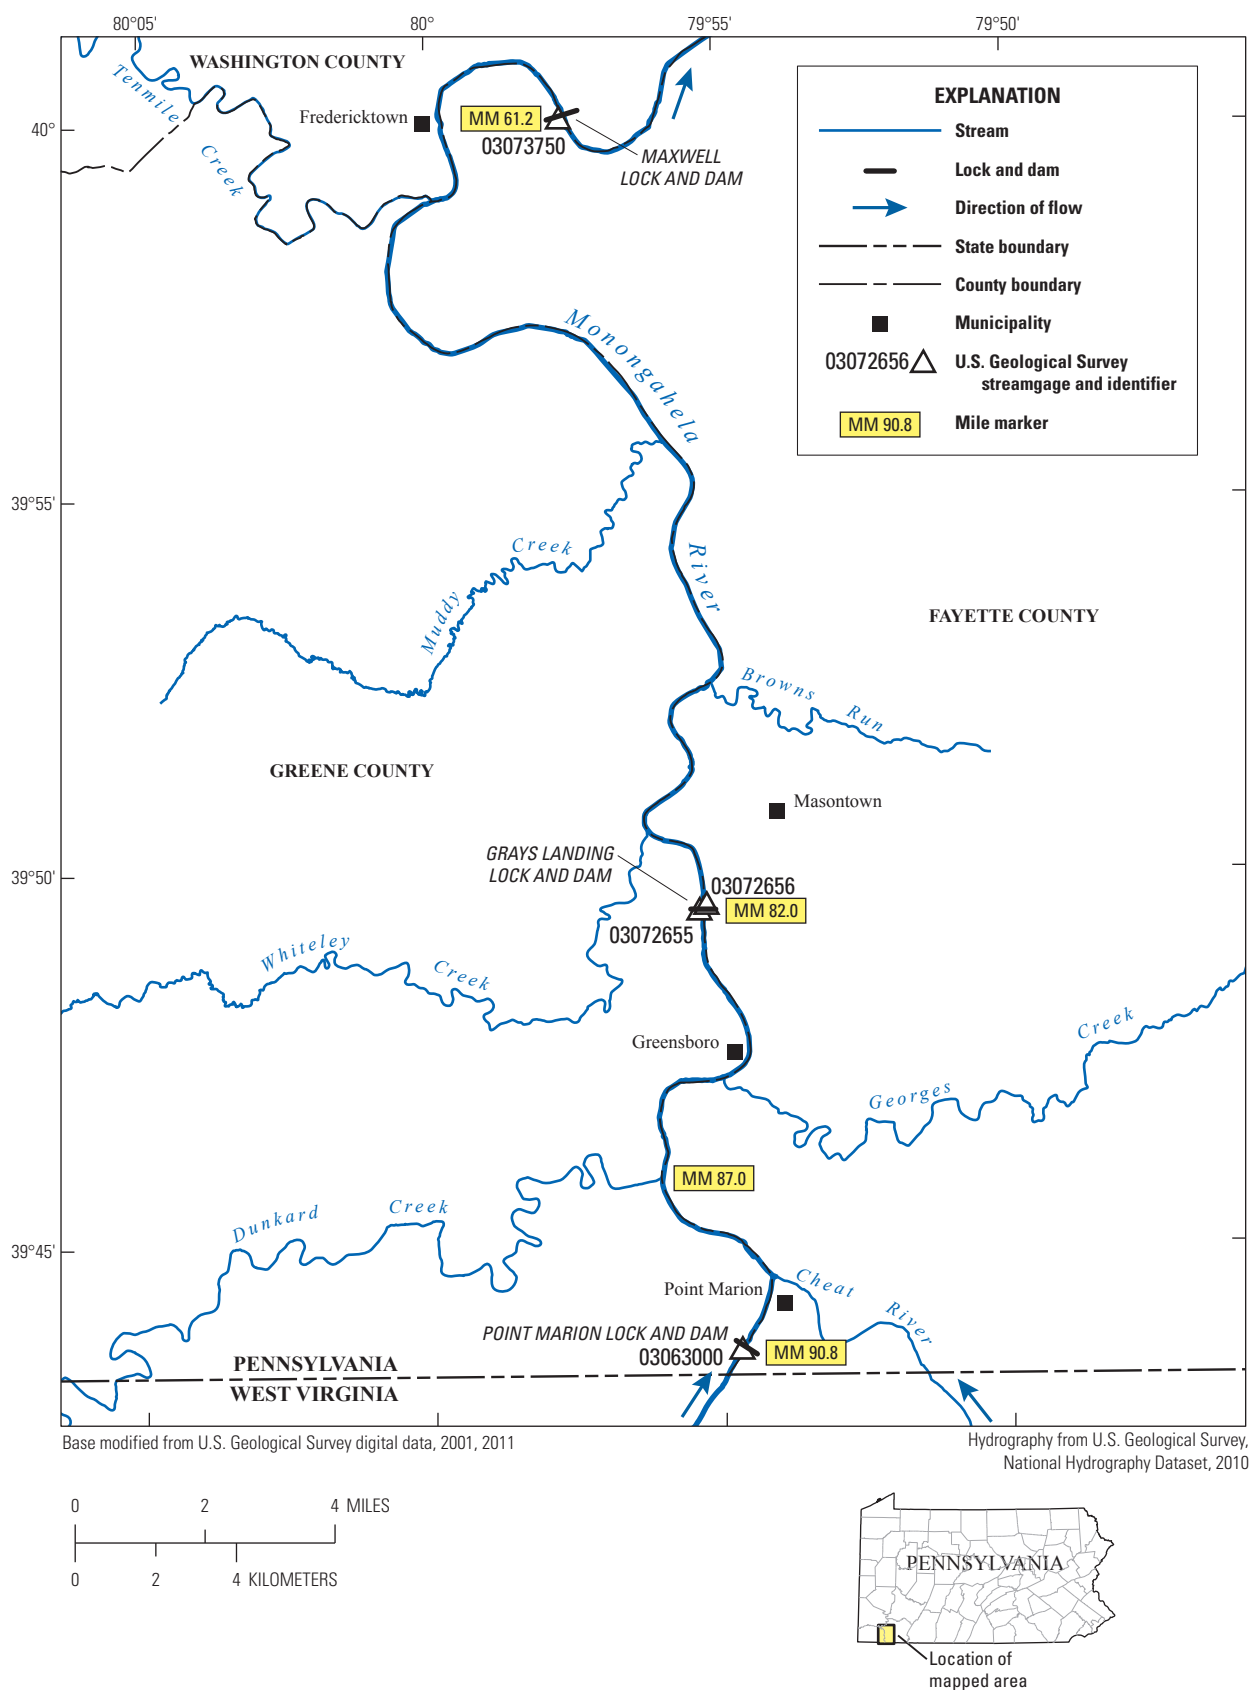 80°05'
80°
79°55'
79°50'
WASHINGTON COUNTY
Tenmile
Creek
Fredericktown
MM 61.2
03073750
MAXWELL
LOCK AND DAM
40°
EXPLANATION
Stream
Lock and dam
Direction of flow
State boundary
County boundary
Municipality
03072656
U.S. Geological Survey
streamgage and identifier
MM 90.8
Mile marker
Monongahela
River
39°55'
Muddy
Creek
FAYETTE COUNTY
Browns
Run
GREENE COUNTY
Masontown
GRAYS LANDING
LOCK AND DAM
39°50'
03072656
MM 82.0
03072655
Whiteley
Creek
Greensboro
Georges
Creek
MM 87.0
Dunkard
Creek
39°45'
Point Marion
Cheat
River
POINT MARION LOCK AND DAM
03063000
MM 90.8
PENNSYLVANIA
WEST VIRGINIA
Base modified from U.S. Geological Survey digital data, 2001, 2011
Hydrography from U.S. Geological Survey,
National Hydrography Dataset, 2010
0
2
4 MILES
0
2
4 KILOMETERS
PENNSYLVANIA
Location of
mapped area